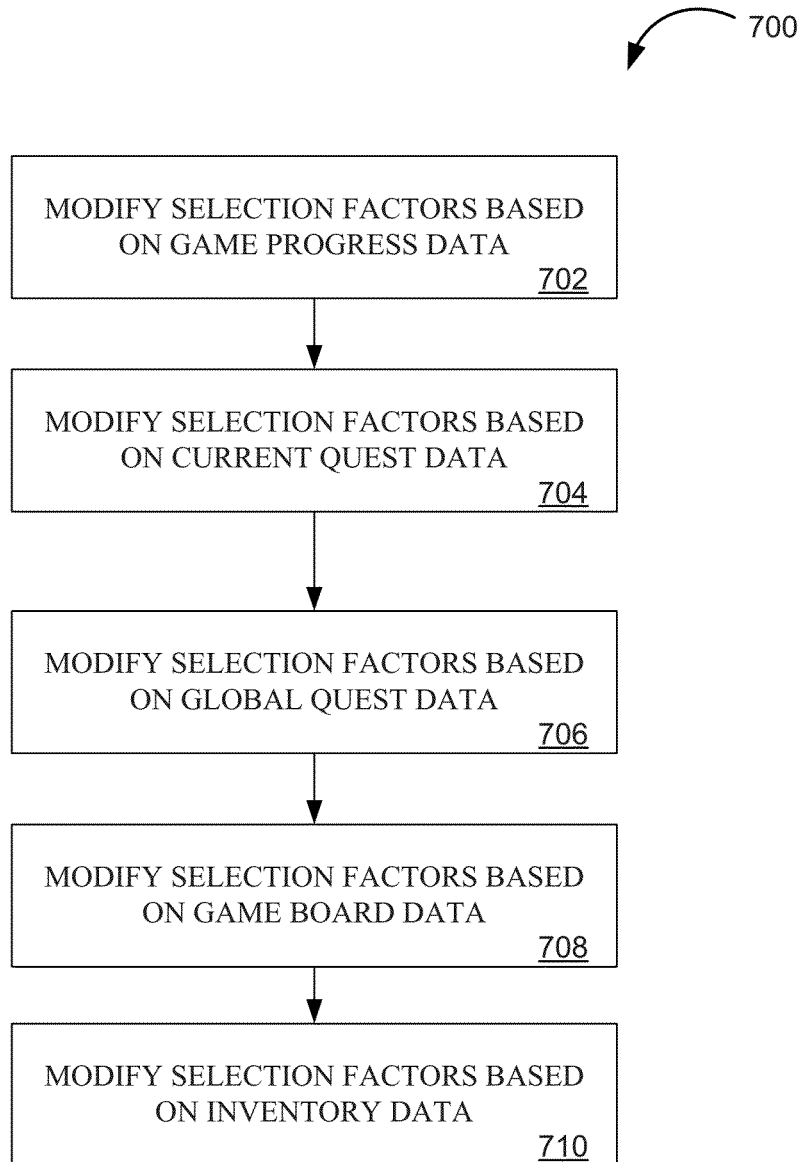 700
MODIFY SELECTION FACTORS BASED
ON GAME PROGRESS DATA
702
MODIFY SELECTION FACTORS BASED
ON CURRENT QUEST DATA
704
MODIFY SELECTION FACTORS BASED
ON GLOBAL QUEST DATA
706
MODIFY SELECTION FACTORS BASED
ON GAME BOARD DATA
708
MODIFY SELECTION FACTORS BASED
ON INVENTORY DATA
710